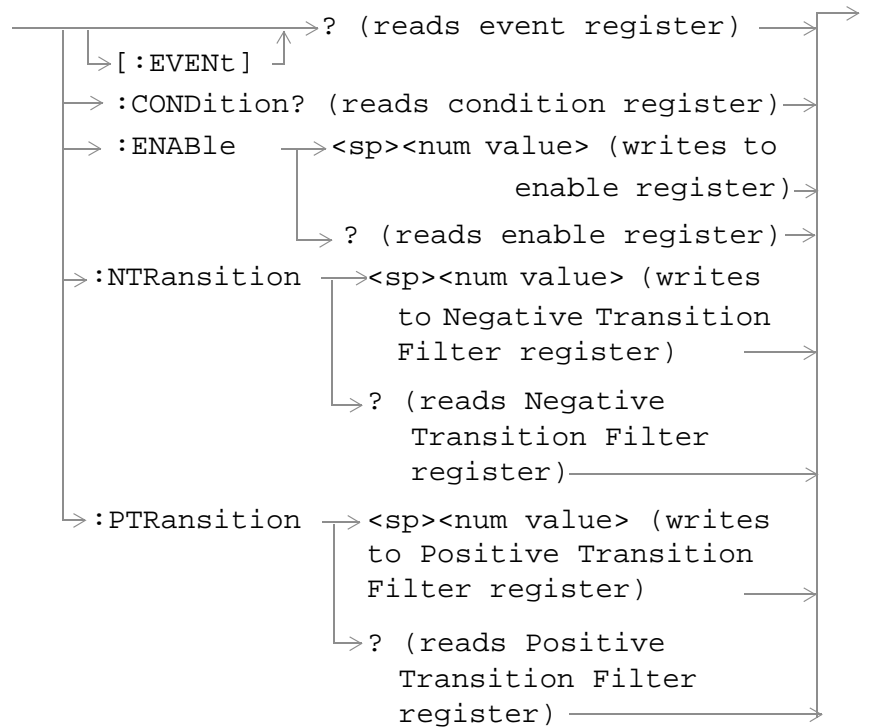 ? (reads event register)
[:EVENt]
:CONDition? (reads condition register)
:ENABle <sp><num value> (writes to
enable register)
? (reads enable register)
:NTRansition <sp><num value> (writes
to Negative Transition
Filter register)
? (reads Negative
Transition Filter
register)
:PTRansition <sp><num value> (writes
to Positive Transition
Filter register)
? (reads Positive
Transition Filter
register)